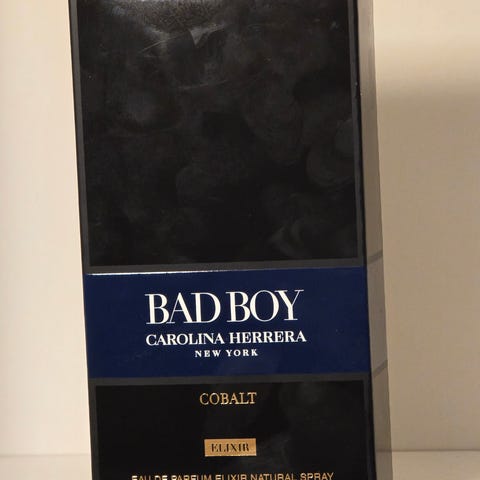 BAD BOY
CAROLINA HERRERA
NEW YORK
COBALT
ELIXIR
EAU DE PARFUM ELIXIR NATURAL SPRAY